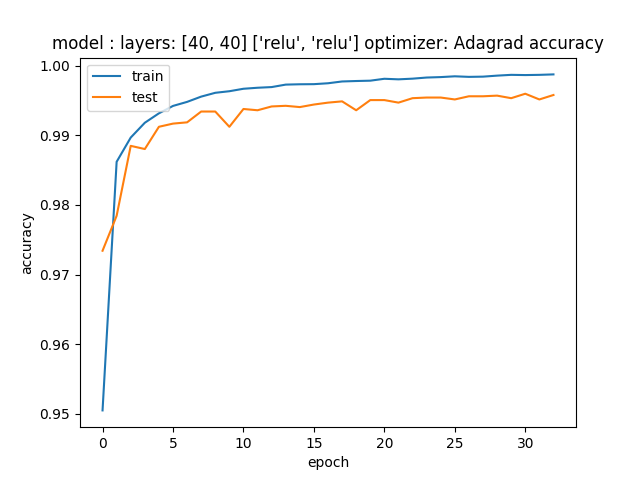 model : layers: [40, 40] ['relu', 'relu'] optimizer: Adagrad accuracy
1.00
0.99
0.98
0.97
0.96
0.95
accuracy
train
test
0 5 10 15 20 25 30
epoch